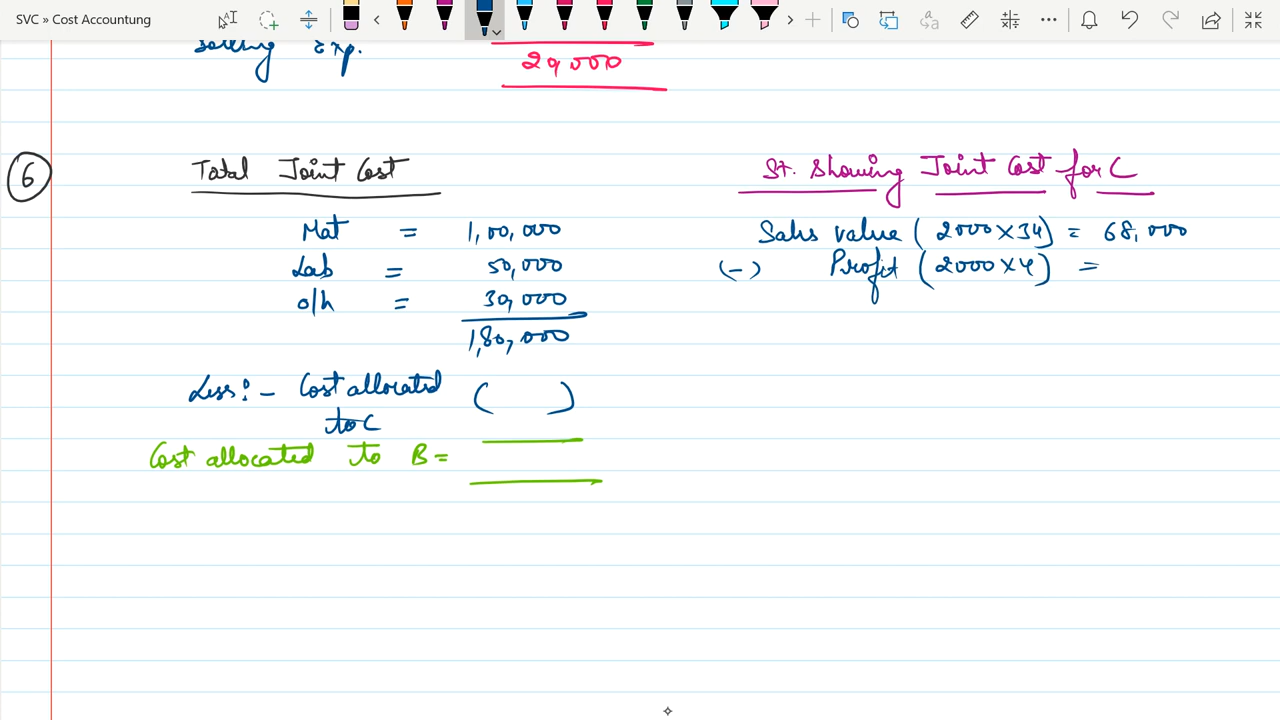 SVC » Cost Accountung
Selling Exp.
29,000
6
Total Joint Cost
Mat = 1,00,000
Lab = 50,000
o/h = 30,000
1,80,000
Less:- Cost allocated ( )
to C
Cost allocated to B =
St. Showing Joint Cost for C
Sales value (2000×34) = 68,000
(-) Profit (2000×4) =